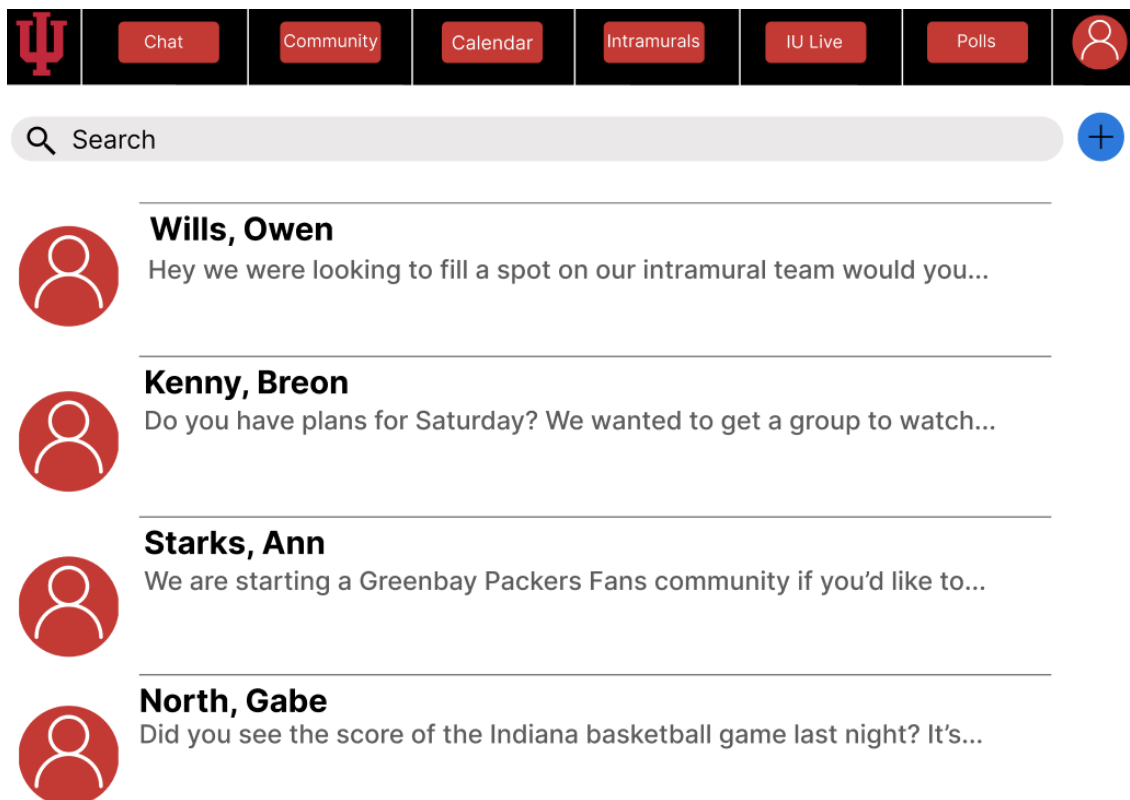 Chat
Community
Calendar
Intramurals
IU Live
Polls
Search
Wills, Owen
Hey we were looking to fill a spot on our intramural team would you...
Kenny, Breon
Do you have plans for Saturday? We wanted to get a group to watch...
Starks, Ann
We are starting a Greenbay Packers Fans community if you’d like to...
North, Gabe
Did you see the score of the Indiana basketball game last night? It’s...